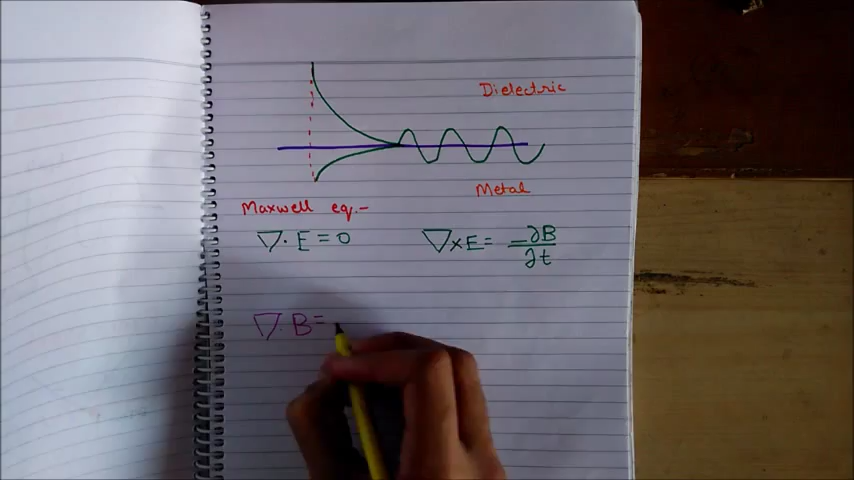 Dielectric
Metal
Maxwell eq.-
∇· E = 0    ∇×E = -∂B/∂t
∇· B =